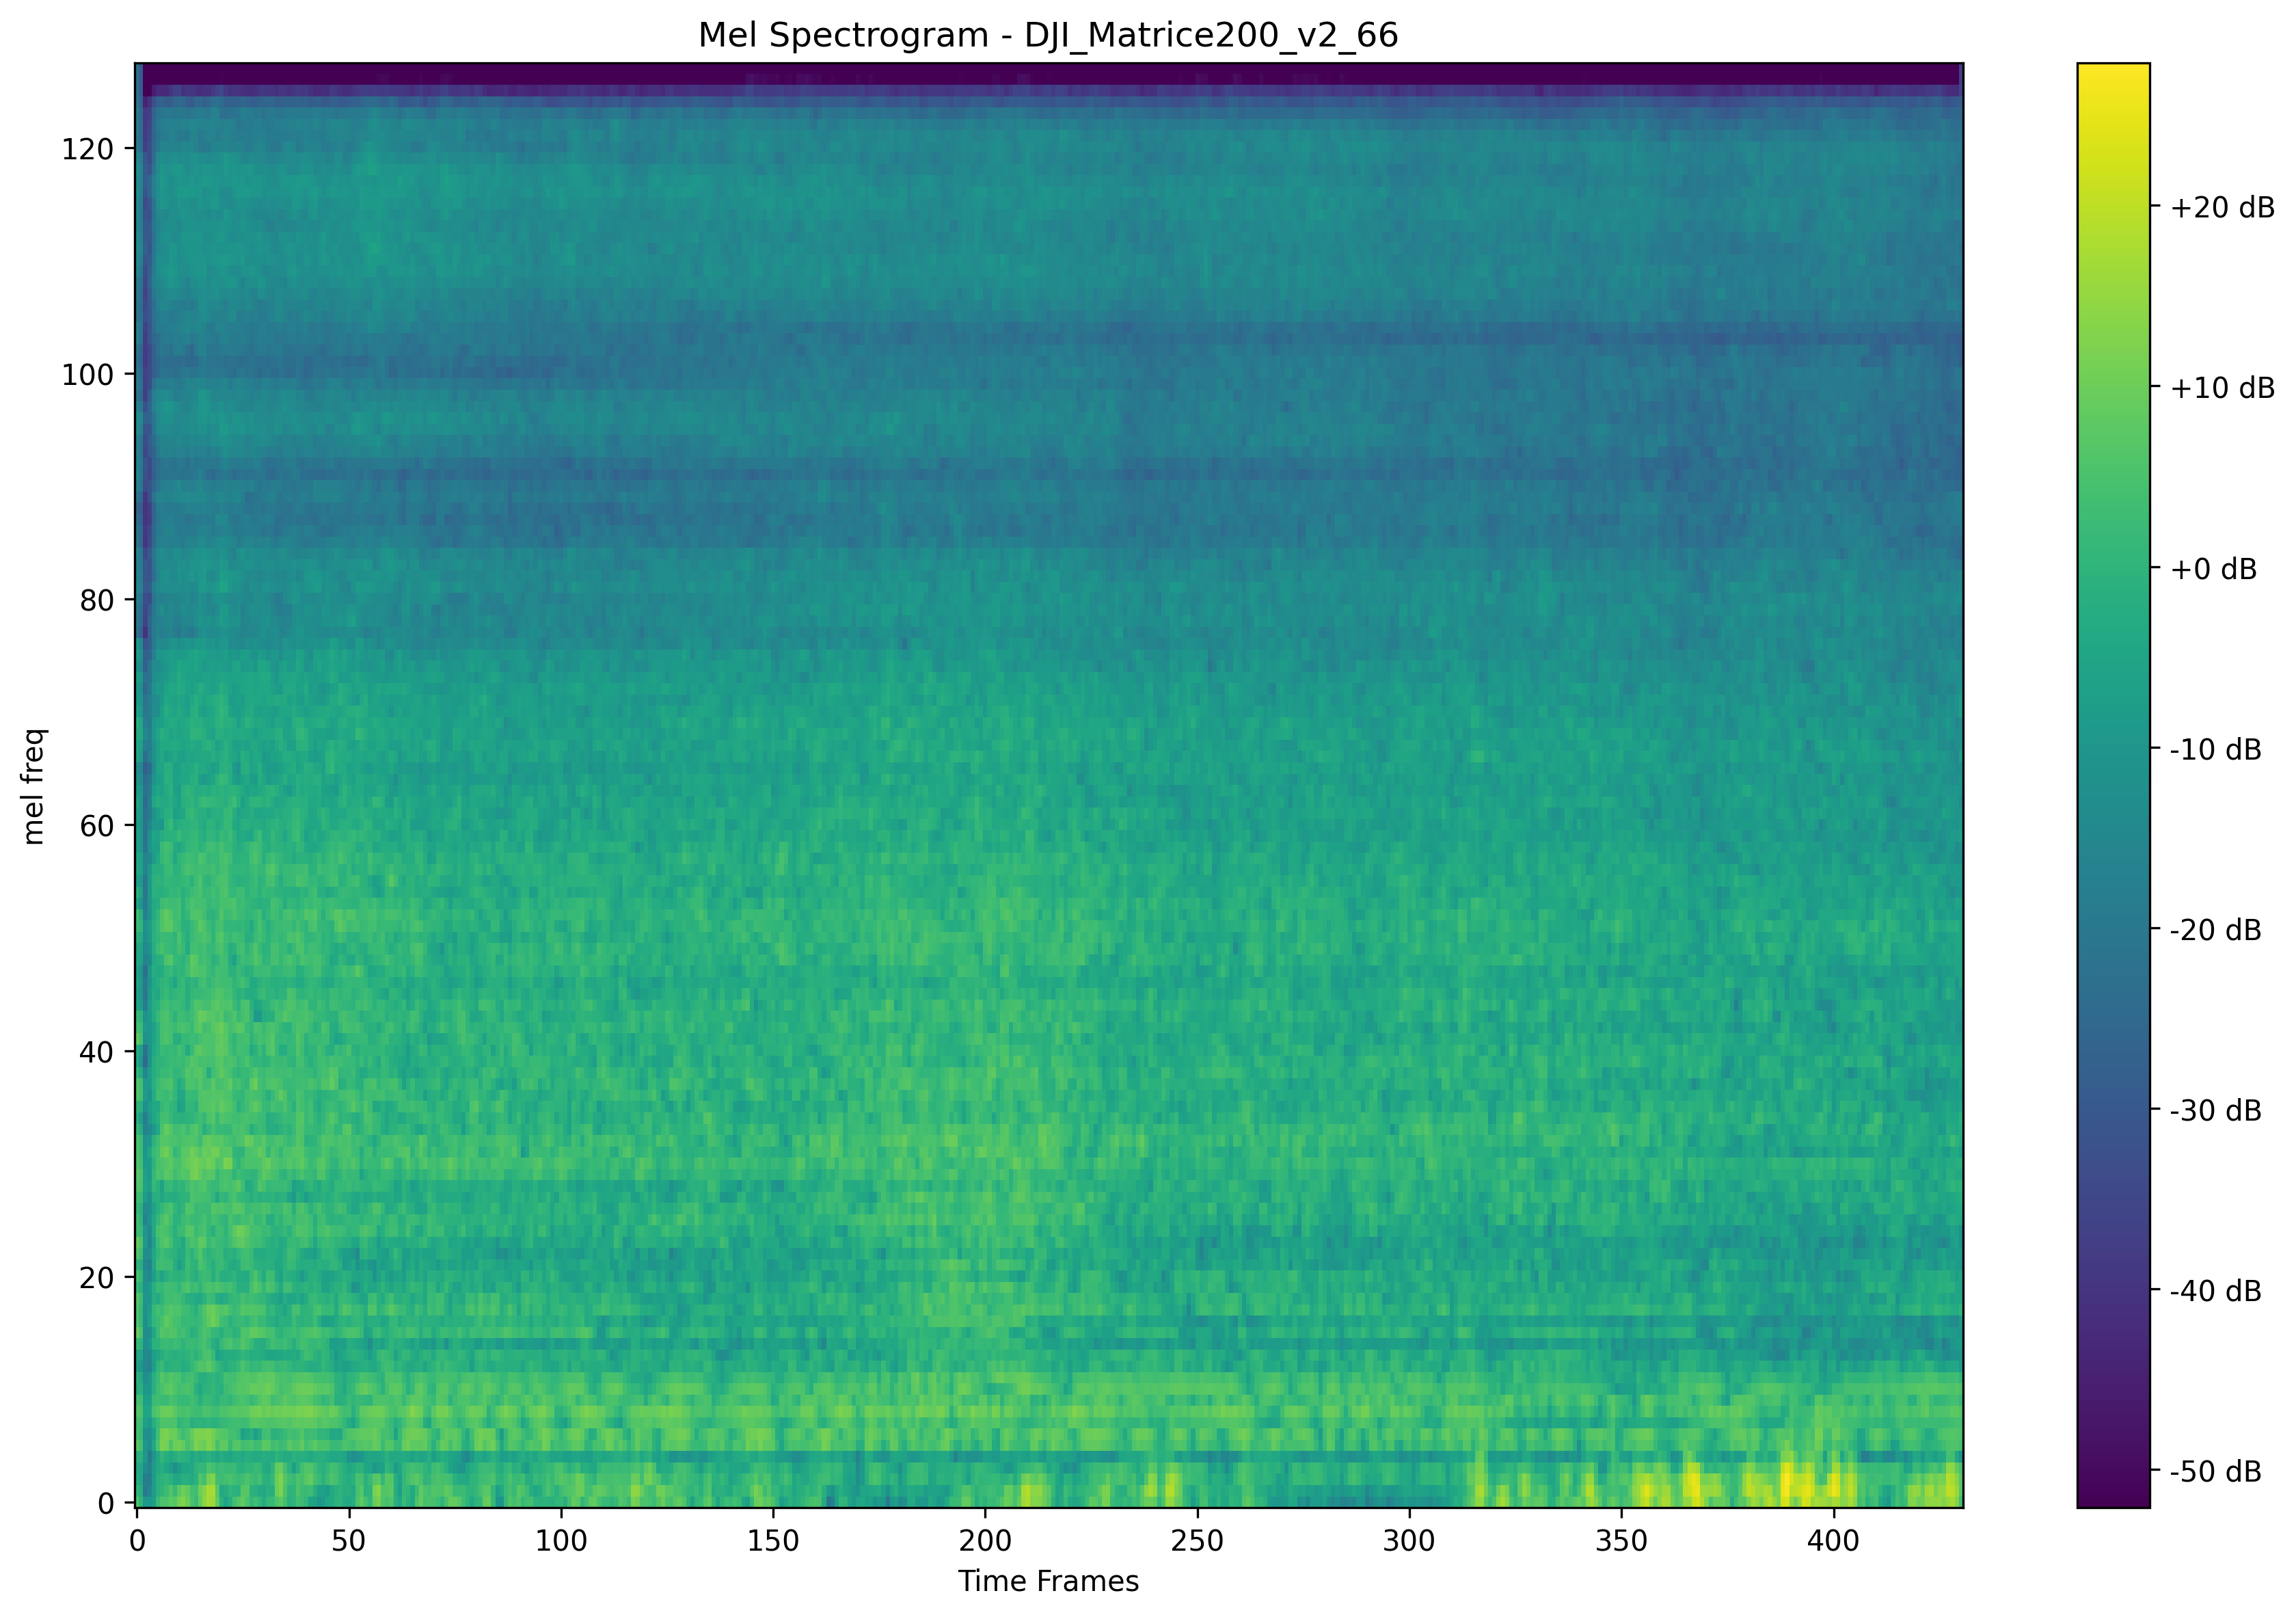 Mel Spectrogram - DJI_Matrice200_v2_66
mel freq
120
100
80
60
40
20
0
0 50 100 150 200 250 300 350 400
Time Frames
+20 dB
+10 dB
+0 dB
-10 dB
-20 dB
-30 dB
-40 dB
-50 dB